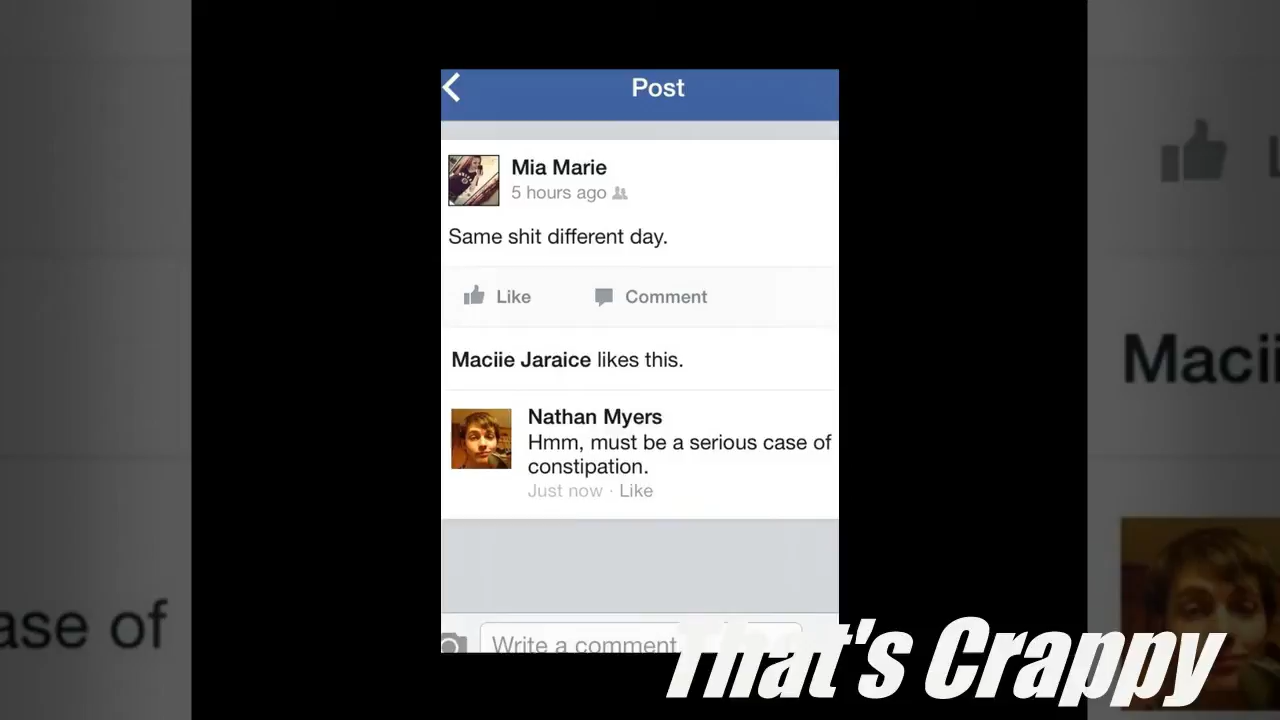 Post
Mia Marie
5 hours ago
Same shit different day.
Like Comment
Maciie Jaraice likes this.
Nathan Myers
Hmm, must be a serious case of
constipation.
Just now · Like
Write a comment
That's Crappy
Macii
ase of